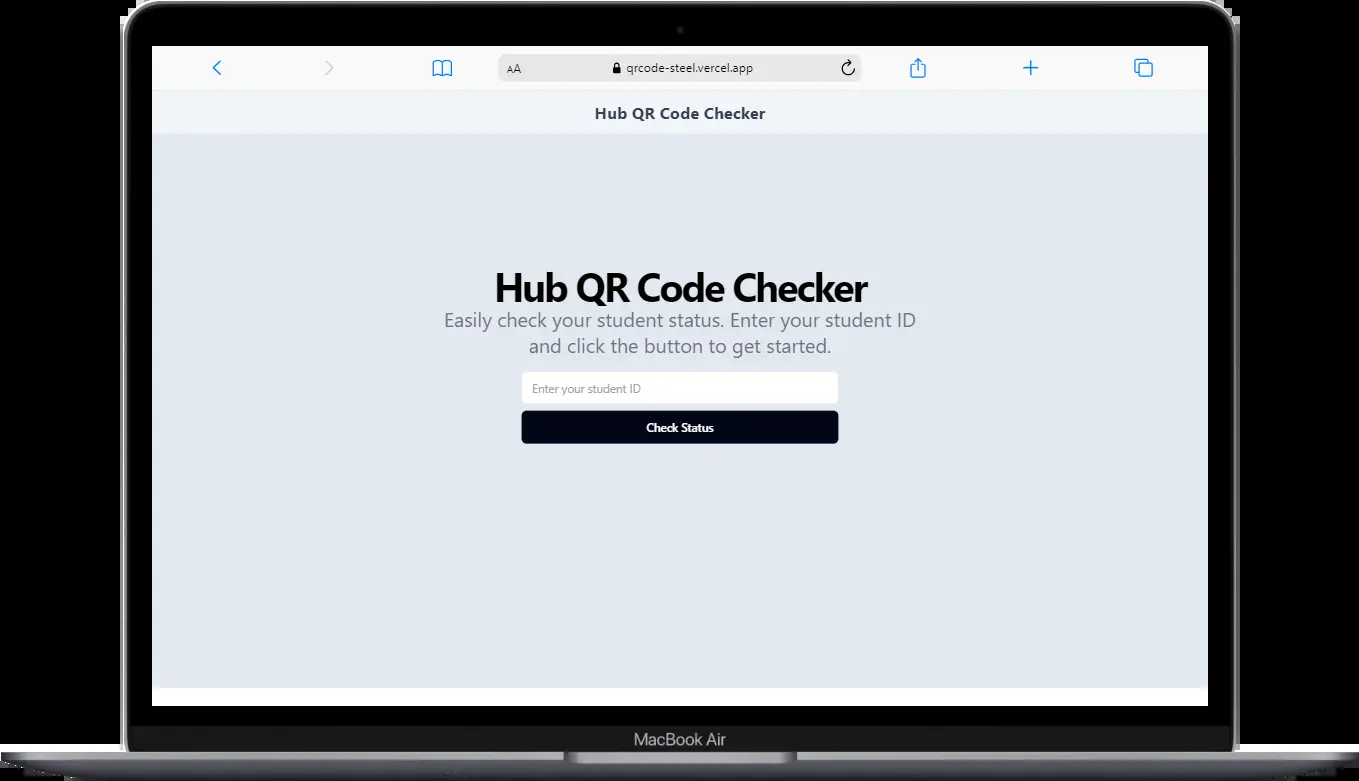 AA
qrcode-steel.vercel.app
Hub QR Code Checker
Hub QR Code Checker
Easily check your student status. Enter your student ID
and click the button to get started.
Enter your student ID
Check Status
MacBook Air